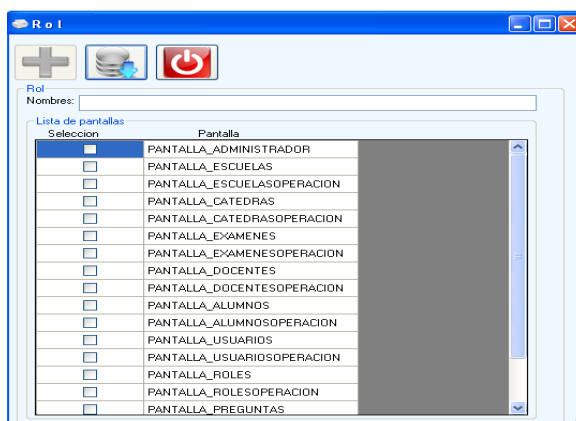 R o l
Rol
Nombres:
Lista de pantallas
Seleccion Pantalla
PANTALLA_ADMINISTRADOR
PANTALLA_ESCUELAS
PANTALLA_ESCUELASOPERACION
PANTALLA_CATEDRAS
PANTALLA_CATEDRASOPERACION
PANTALLA_EXAMENES
PANTALLA_EXAMENESOPERACION
PANTALLA_DOCENTES
PANTALLA_DOCENTESOPERACION
PANTALLA_ALUMNOS
PANTALLA_ALUMNOSOPERACION
PANTALLA_USUARIOS
PANTALLA_USUARIOSOPERACION
PANTALLA_ROLES
PANTALLA_ROLESOPERACION
PANTALLA_PREGUNTAS